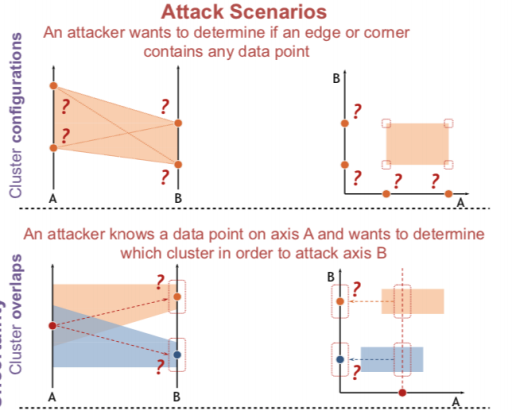 Attack Scenarios
An attacker wants to determine if an edge or corner
contains any data point
Cluster configurations
?
?
?
?
A
B
B
?
?
?
?
A
An attacker knows a data point on axis A and wants to determine
which cluster in order to attack axis B
Cluster overlaps
?
?
A
B
B
?
?
A